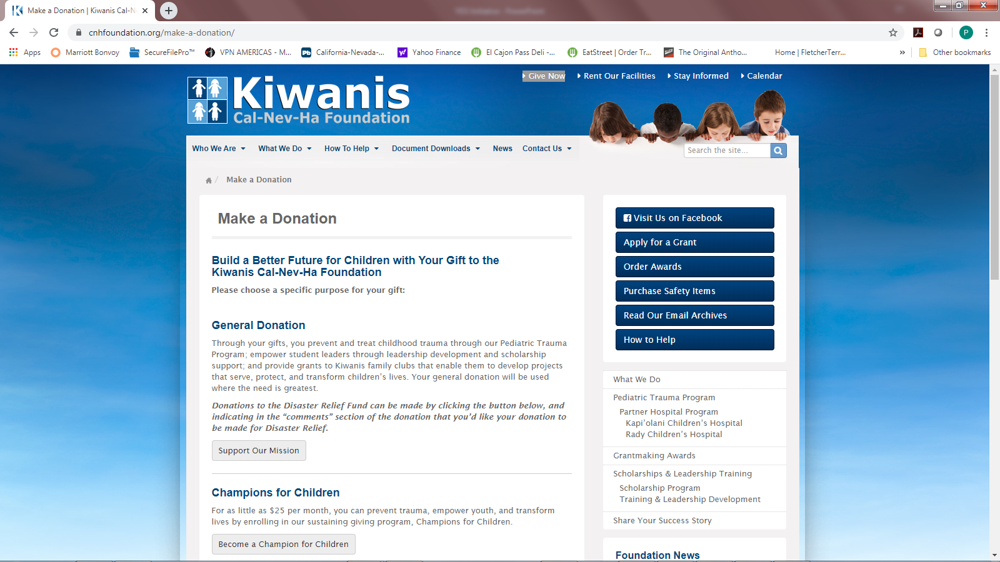 Make a Donation | Kiwanis Cal-N
cnhfoundation.org/make-a-donation/
P
Apps
Marriott Bonvoy
SecureFilePro™
VPN AMERICAS - M...
California-Nevada-...
Yahoo Finance
El Cajon Pass Deli -...
EatStreet | Order Tr...
The Original Antho...
Home | FletcherTerr...
»
Other bookmarks
Kiwanis
Cal-Nev-Ha Foundation
Give Now
Rent Our Facilities
Stay Informed
Calendar
Who We Are
What We Do
How To Help
Document Downloads
News
Contact Us
Search the site...
/ Make a Donation
Make a Donation
Build a Better Future for Children with Your Gift to the
Kiwanis Cal-Nev-Ha Foundation
Please choose a specific purpose for your gift:
General Donation
Through your gifts, you prevent and treat childhood trauma through our Pediatric Trauma
Program; empower student leaders through leadership development and scholarship
support; and provide grants to Kiwanis family clubs that enable them to develop projects
that serve, protect, and transform children's lives. Your general donation will be used
where the need is greatest.
Donations to the Disaster Relief Fund can be made by clicking the button below, and
indicating in the “comments” section of the donation that you'd like your donation to
be made for Disaster Relief.
Support Our Mission
Champions for Children
For as little as $25 per month, you can prevent trauma, empower youth, and transform
lives by enrolling in our sustaining giving program, Champions for Children.
Become a Champion for Children
Visit Us on Facebook
Apply for a Grant
Order Awards
Purchase Safety Items
Read Our Email Archives
How to Help
What We Do
Pediatric Trauma Program
Partner Hospital Program
Kapi'olani Children's Hospital
Rady Children's Hospital
Grantmaking Awards
Scholarships & Leadership Training
Scholarship Program
Training & Leadership Development
Share Your Success Story
Foundation News